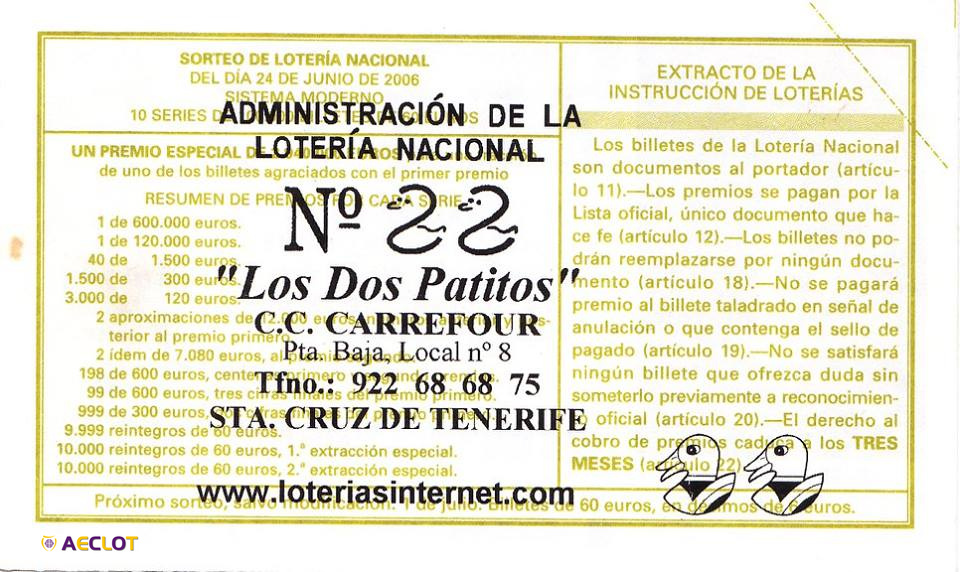 SORTEO DE LOTERÍA NACIONAL
DEL DÍA 24 DE JUNIO DE 2006
SISTEMA MODERNO
10 SERIES
UN PREMIO ESPECIAL
de uno de los billetes agraciados con el primer premio
RESUMEN DE PREMIOS POR CADA SERIE
1 de 600.000 euros.
1 de 120.000 euros.
40 de 1.500 euros.
1.500 de 300 euros.
3.000 de 120 euros.
2 aproximaciones de 12.000 euros
terior al primer premio.
2 ídem de 7.080 euros, al
198 de 600 euros,
99 de 600 euros, tres cifras finales del premio primero.
999 de 300 euros,
9.999 reintegros de 60 euros.
10.000 reintegros de 60 euros, 1.ª extracción especial.
10.000 reintegros de 60 euros, 2.ª extracción especial.
ADMINISTRACIÓN DE LA
LOTERÍA NACIONAL
Nº 22
"Los Dos Patitos"
C.C. CARREFOUR
Pta. Baja, Local nº 8
Tfno.: 922 68 68 75
STA. CRUZ DE TENERIFE
www.loteriasinternet.com
EXTRACTO DE LA
INSTRUCCIÓN DE LOTERÍAS
Los billetes de la Lotería Nacional
son documentos al portador (artícu-
lo 11).—Los premios se pagan por la
Lista oficial, único documento que ha-
ce fe (artículo 12).—Los billetes no po-
drán reemplazarse por ningún docu-
mento (artículo 18).—No se pagará
premio al billete taladrado en señal de
anulación o que contenga el sello de
pagado (artículo 19).—No se satisfará
ningún billete que ofrezca duda sin
someterlo previamente a reconocimien-
to oficial (artículo 20).—El derecho al
cobro de premios caduca a los TRES
MESES (artículo 22).
Próximo sorteo, salvo modificación: 1 de julio. Billetes de 60 euros, en décimos de 6 euros.
AECLOT